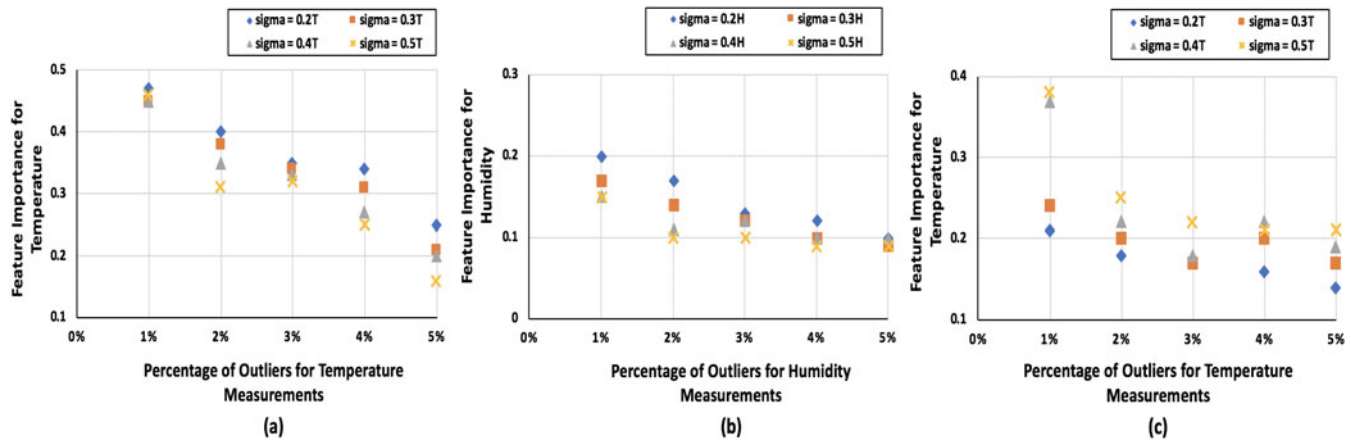 sigma = 0.2T sigma = 0.3T
sigma = 0.4T sigma = 0.5T
Feature Importance for
Temperature
0.5
0.4
0.3
0.2
0.1
0% 1% 2% 3% 4% 5%
Percentage of Outliers for Temperature
Measurements
(a)
sigma = 0.2H sigma = 0.3H
sigma = 0.4H sigma = 0.5H
Feature Importance for
Humidity
0.3
0.2
0.1
0
0% 1% 2% 3% 4% 5%
Percentage of Outliers for Humidity
Measurements
(b)
sigma = 0.2T sigma = 0.3T
sigma = 0.4T sigma = 0.5T
Feature Importance for
Temperature
0.4
0.3
0.2
0.1
0% 1% 2% 3% 4% 5%
Percentage of Outliers for Temperature
Measurements
(c)